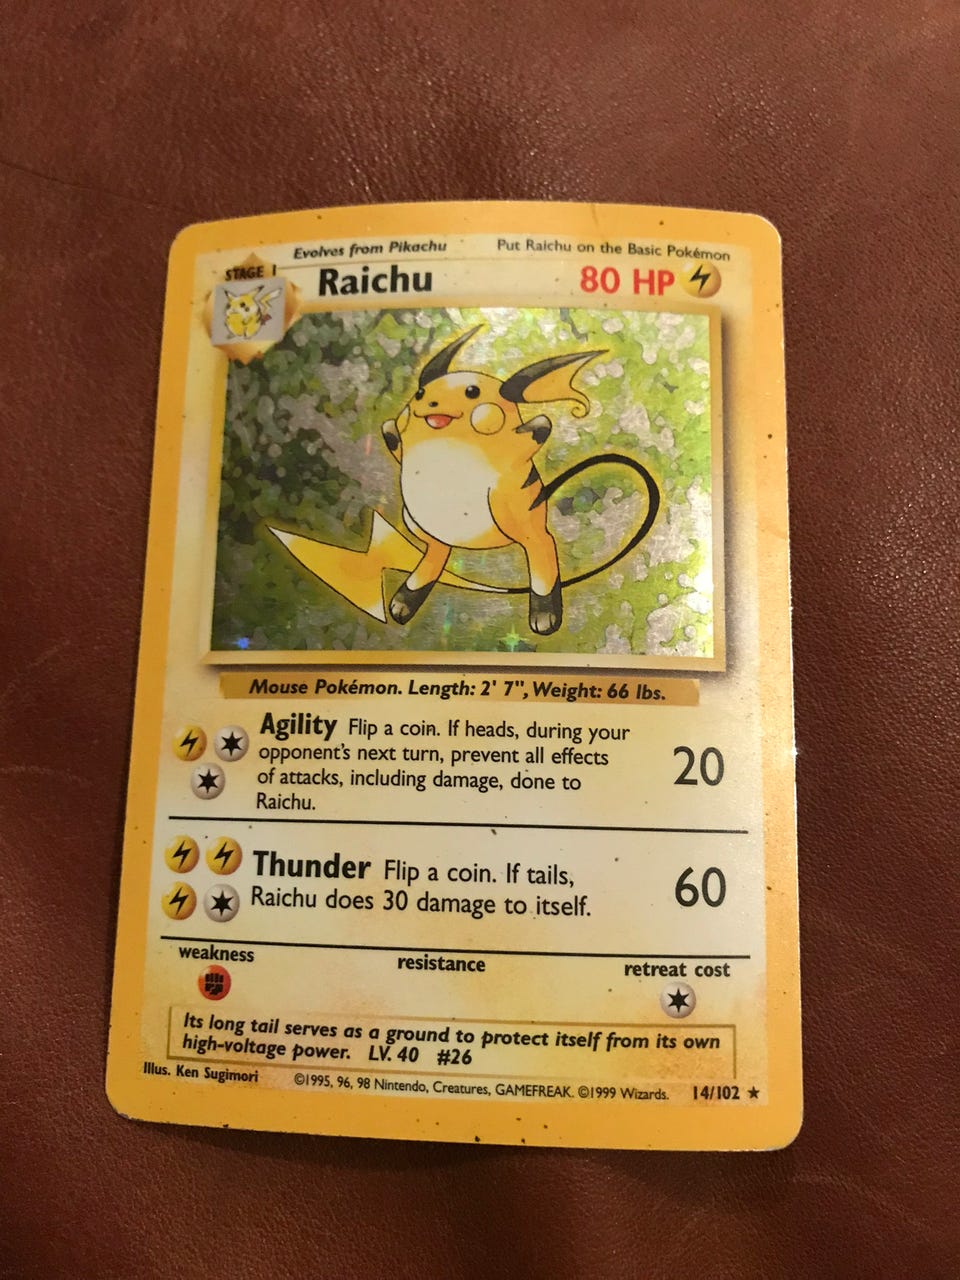 Evolves from Pikachu Put Raichu on the Basic Pokémon
STAGE 1
Raichu 80 HP
Mouse Pokémon. Length: 2' 7", Weight: 66 lbs.
Agility Flip a coin. If heads, during your
opponent's next turn, prevent all effects
of attacks, including damage, done to
Raichu.
20
Thunder Flip a coin. If tails,
Raichu does 30 damage to itself.
60
weakness resistance retreat cost
Its long tail serves as a ground to protect itself from its own
high-voltage power. LV. 40 #26
Illus. Ken Sugimori ©1995, 96, 98 Nintendo, Creatures, GAMEFREAK. ©1999 Wizards. 14/102 ★